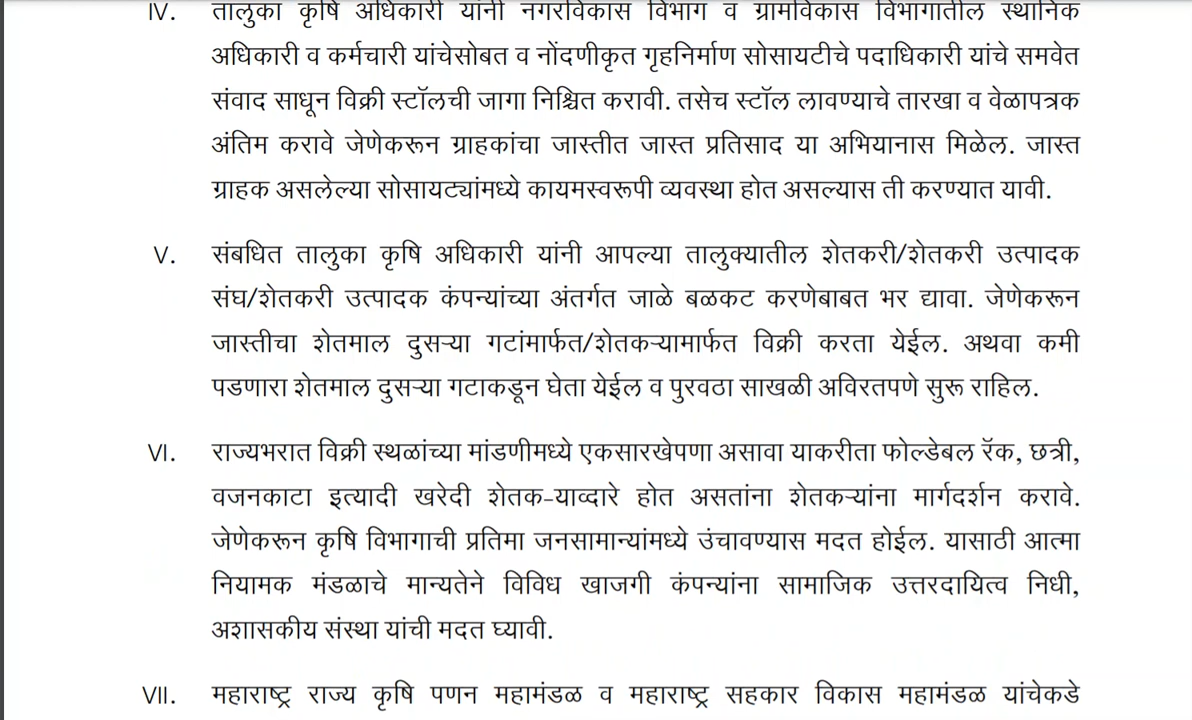 IV. तालुका कृषि अधिकारी यांनी नगरविकास विभाग व ग्रामविकास विभागातील स्थानिक
अधिकारी व कर्मचारी यांचेसोबत व नोंदणीकृत गृहनिर्माण सोसायटीचे पदाधिकारी यांचे समवेत
संवाद साधून विक्री स्टॉलची जागा निश्चित करावी. तसेच स्टॉल लावण्याचे तारखा व वेळापत्रक
अंतिम करावे जेणेकरून ग्राहकांचा जास्तीत जास्त प्रतिसाद या अभियानास मिळेल. जास्त
ग्राहक असलेल्या सोसायट्यांमध्ये कायमस्वरूपी व्यवस्था होत असल्यास ती करण्यात यावी.
V. संबधित तालुका कृषि अधिकारी यांनी आपल्या तालुक्यातील शेतकरी/शेतकरी उत्पादक
संघ/शेतकरी उत्पादक कंपन्यांच्या अंतर्गत जाळे बळकट करणेबाबत भर द्यावा. जेणेकरून
जास्तीचा शेतमाल दुसऱ्या गटांमार्फत/शेतकऱ्यामार्फत विक्री करता येईल. अथवा कमी
पडणारा शेतमाल दुसऱ्या गटाकडून घेता येईल व पुरवठा साखळी अविरतपणे सुरू राहिल.
VI. राज्यभरात विक्री स्थळांच्या मांडणीमध्ये एकसारखेपणा असावा याकरीता फोल्डेबल रॅक, छत्री,
वजनकाटा इत्यादी खरेदी शेतक-याव्दारे होत असतांना शेतकऱ्यांना मार्गदर्शन करावे.
जेणेकरून कृषि विभागाची प्रतिमा जनसामान्यांमध्ये उंचावण्यास मदत होईल. यासाठी आत्मा
नियामक मंडळाचे मान्यतेने विविध खाजगी कंपन्यांना सामाजिक उत्तरदायित्व निधी,
अशासकीय संस्था यांची मदत घ्यावी.
VII. महाराष्ट्र राज्य कृषि पणन महामंडळ व महाराष्ट्र सहकार विकास महामंडळ यांचेकडे